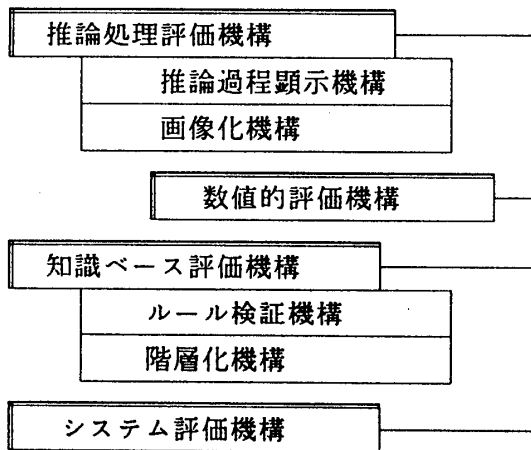 推論処理評価機構
推論過程顕示機構
画像化機構
数値的評価機構
知識ベース評価機構
ルール検証機構
階層化機構
システム評価機構